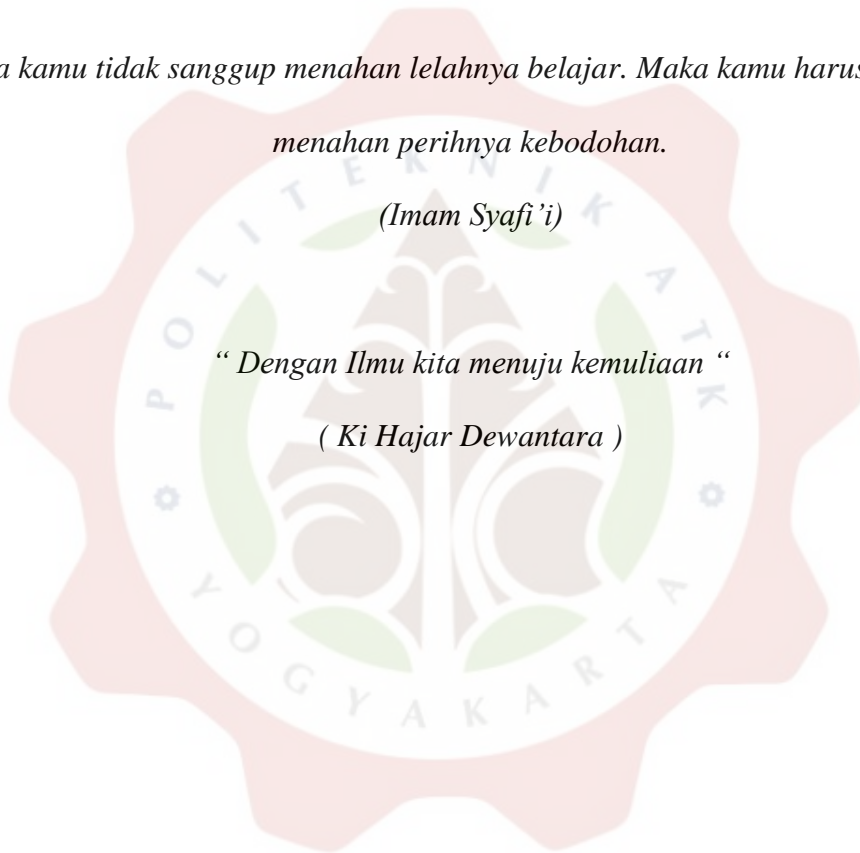 a kamu tidak sanggup menahan lelahnya belajar. Maka kamu harus
menahan perihnya kebodohan.
(Imam Syafi’i)
“ Dengan Ilmu kita menuju kemuliaan “
( Ki Hajar Dewantara )
POLITEKNIK ATK
YOGYAKARTA